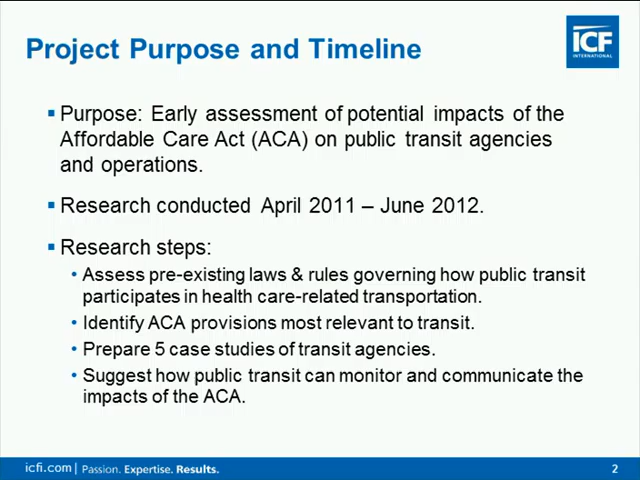 Project Purpose and Timeline
ICF
INTERNATIONAL
▪ Purpose: Early assessment of potential impacts of the
Affordable Care Act (ACA) on public transit agencies
and operations.
▪ Research conducted April 2011 – June 2012.
▪ Research steps:
• Assess pre-existing laws & rules governing how public transit
participates in health care-related transportation.
• Identify ACA provisions most relevant to transit.
• Prepare 5 case studies of transit agencies.
• Suggest how public transit can monitor and communicate the
impacts of the ACA.
icfi.com | Passion. Expertise. Results.
2